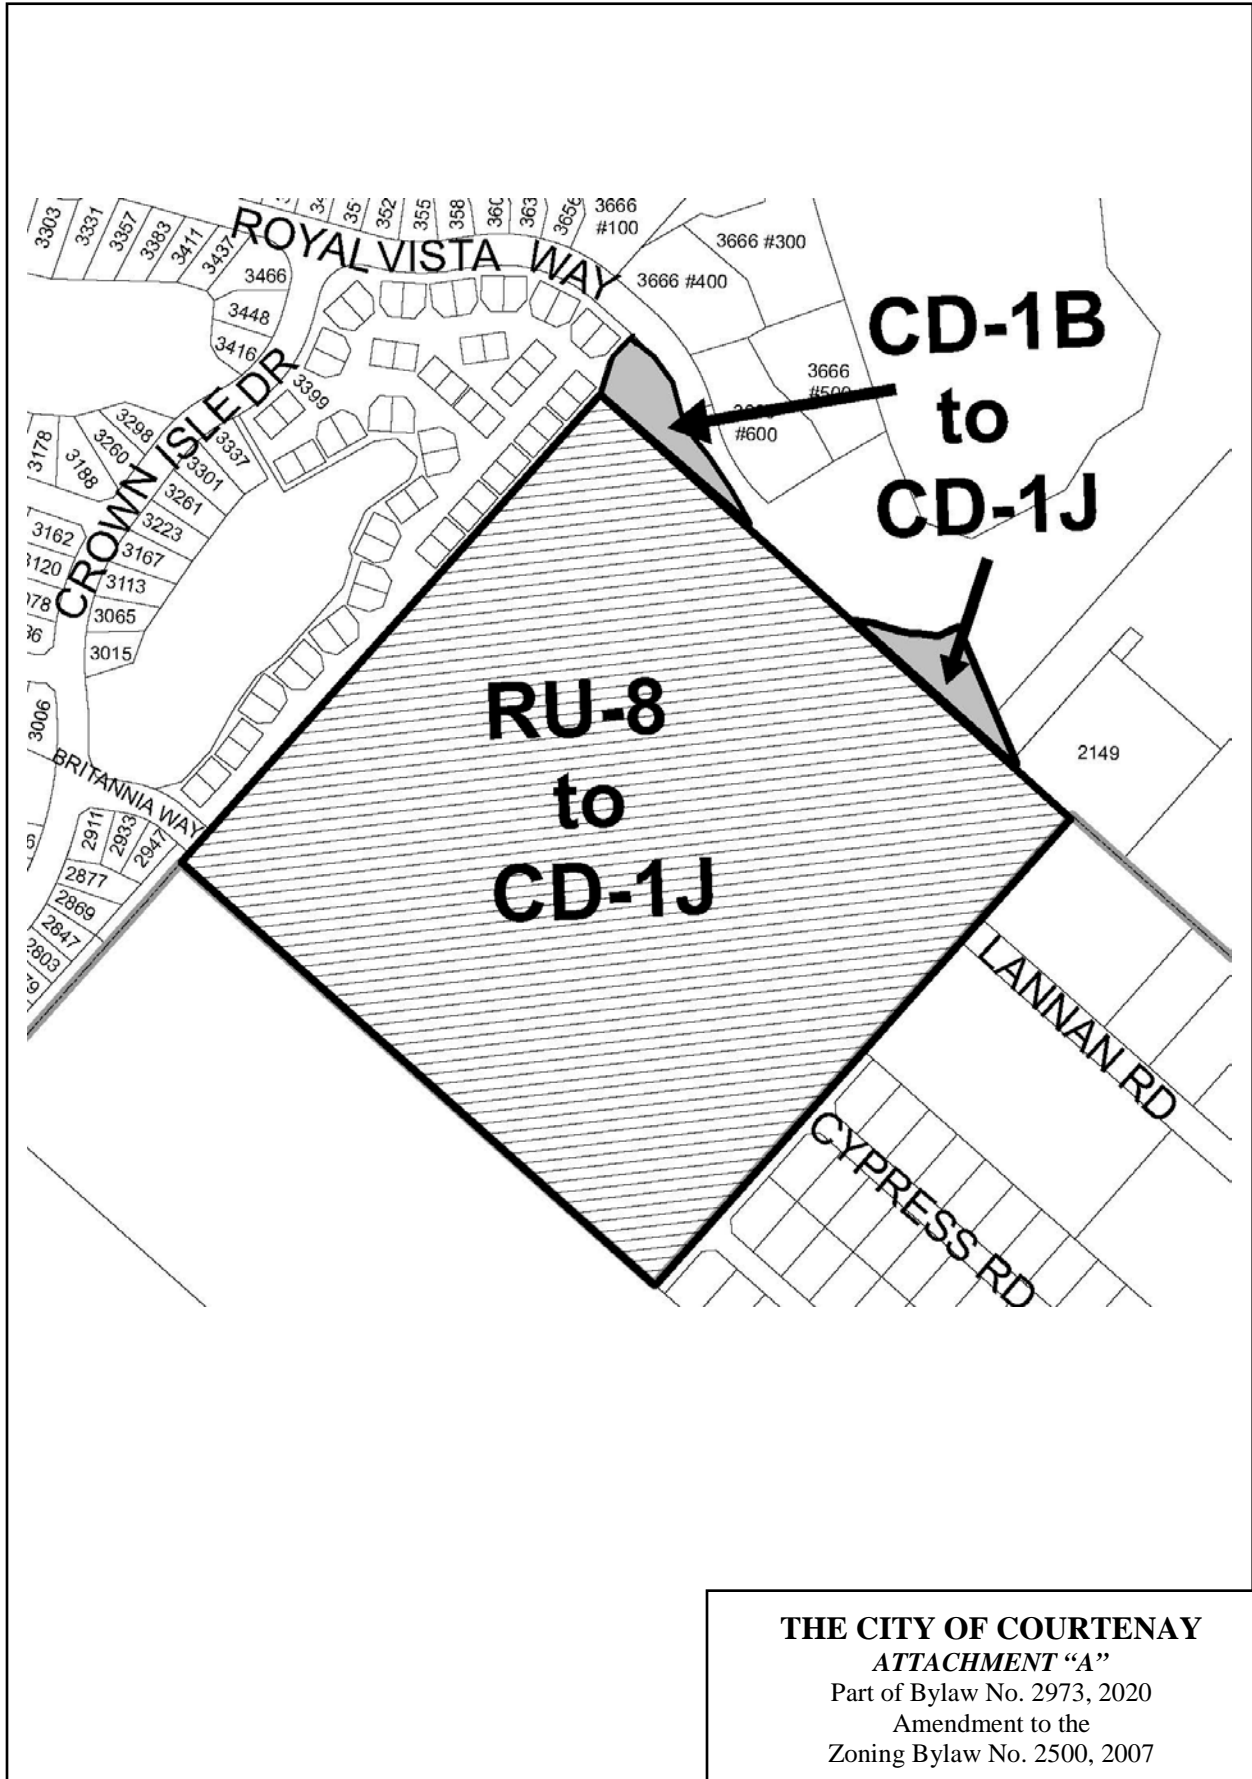 3303
3331
3357
3383
3411
3437
352
355
358
3656
3666
#100
ROYAL VISTA WAY
3666 #300
3666 #400
3466
3448
3416
3399
CROWN ISLE DR
3666
#600
CD-1B
to
CD-1J
3298
3260
3337
3301
3178
3188
3261
3223
3162
3167
3120
3113
3065
3015
3006
RU-8
to
CD-1J
2149
BRITANNIA WAY
2911
2933
2947
2877
2869
2847
2803
LANNAN RD
CYPRESS RD
THE CITY OF COURTENAY
ATTACHMENT “A”
Part of Bylaw No. 2973, 2020
Amendment to the
Zoning Bylaw No. 2500, 2007